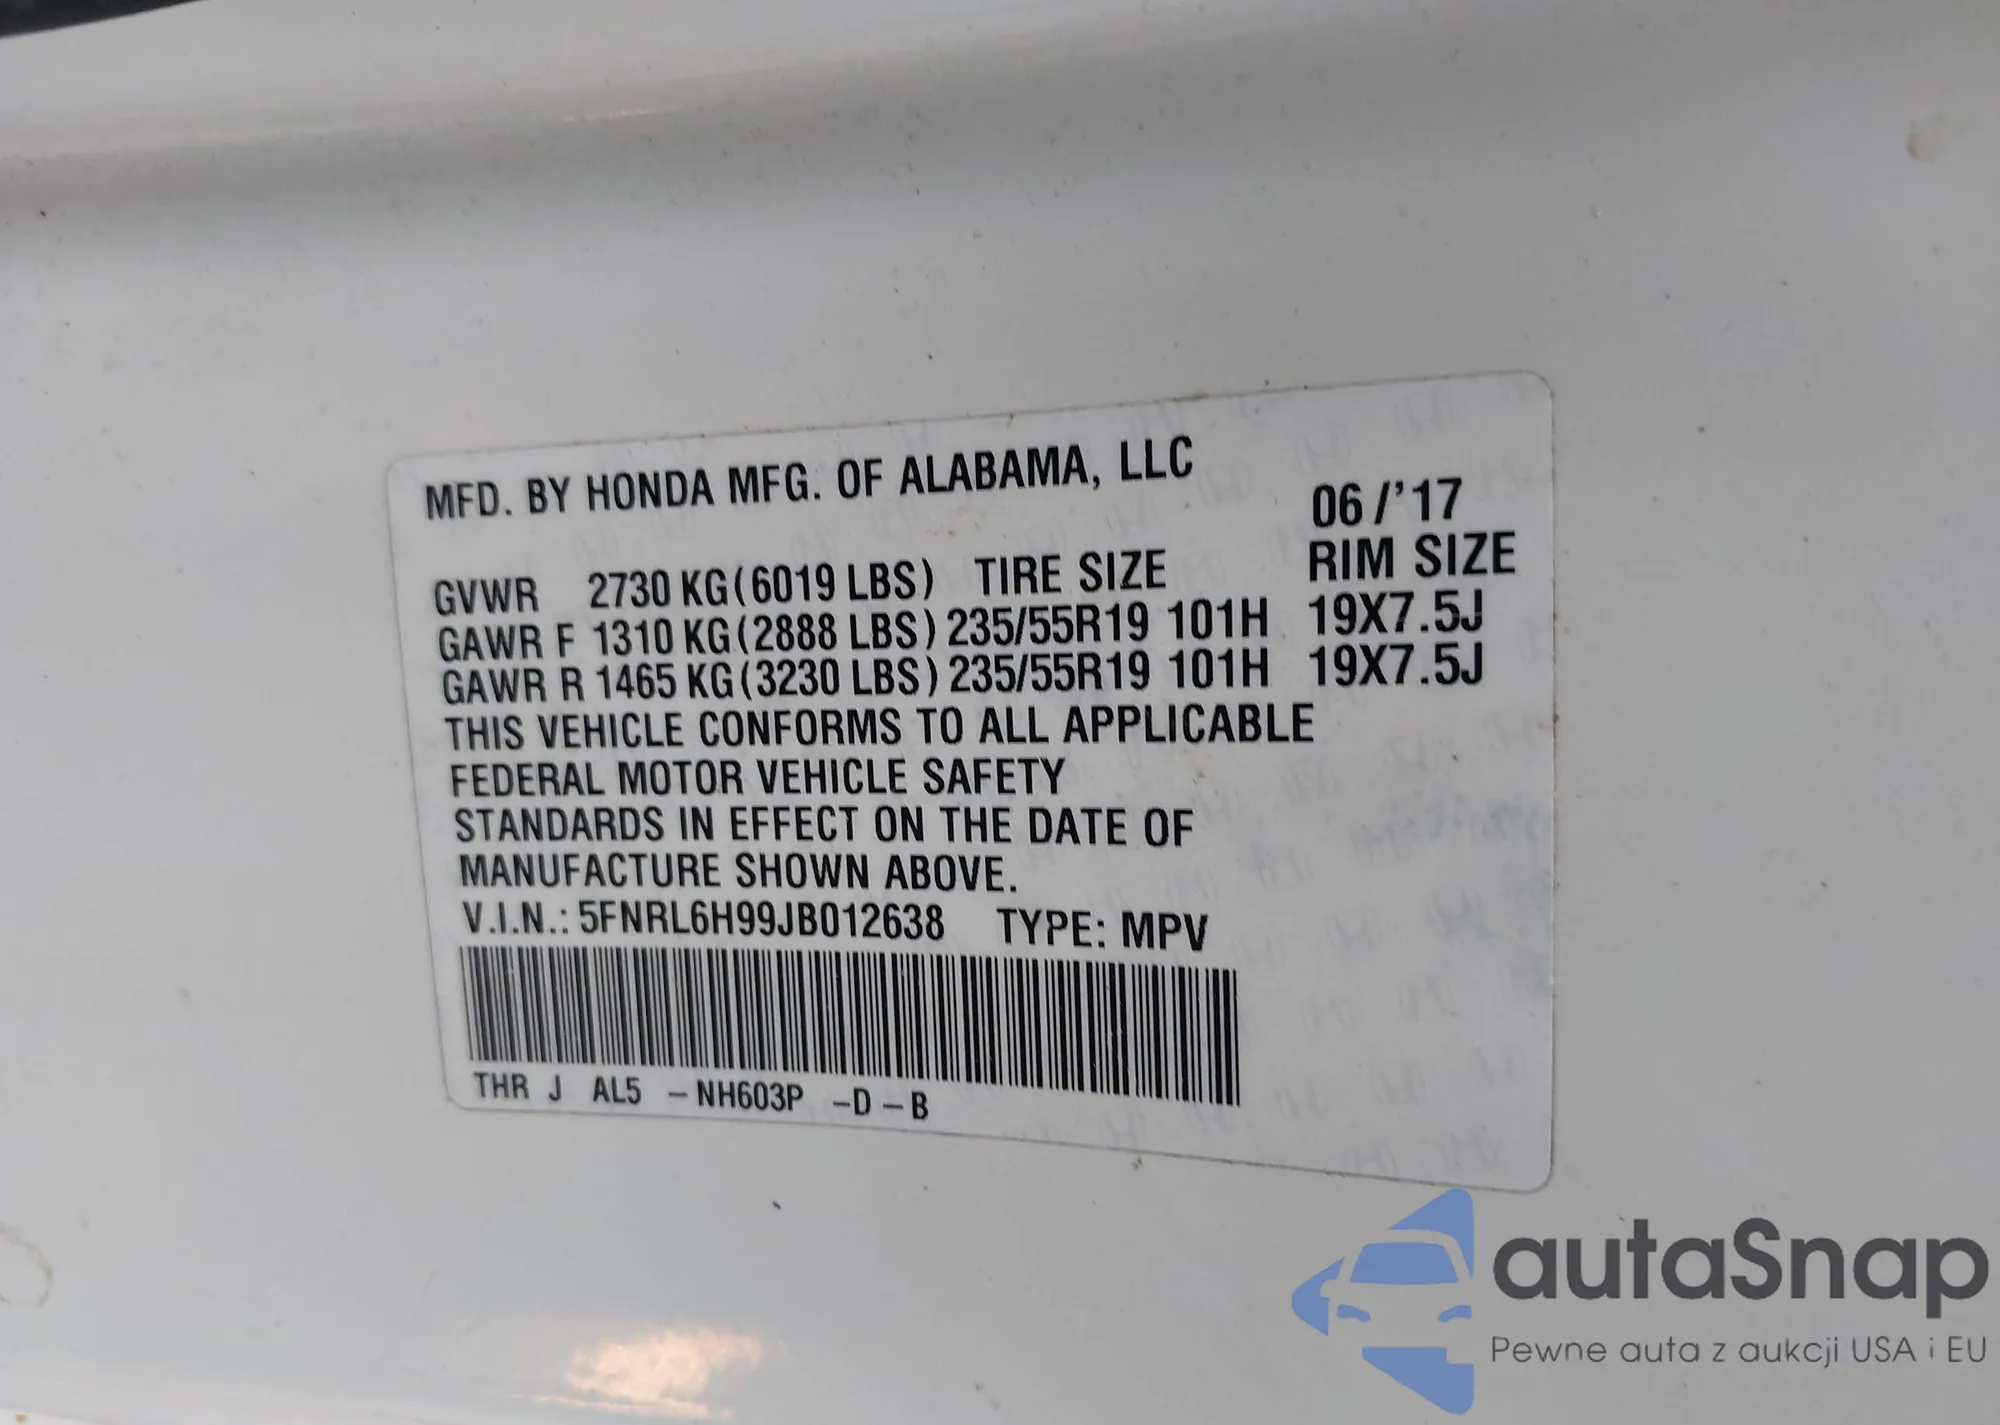 MFD. BY HONDA MFG. OF ALABAMA, LLC
06/'17
GVWR 2730 KG(6019 LBS) TIRE SIZE RIM SIZE
GAWR F 1310 KG(2888 LBS) 235/55R19 101H 19X7.5J
GAWR R 1465 KG(3230 LBS) 235/55R19 101H 19X7.5J
THIS VEHICLE CONFORMS TO ALL APPLICABLE
FEDERAL MOTOR VEHICLE SAFETY
STANDARDS IN EFFECT ON THE DATE OF
MANUFACTURE SHOWN ABOVE.
V.I.N.: 5FNRL6H99JB012638 TYPE: MPV
THR J AL5 -NH603P -D-B
autaSnap
Pewne auta z aukcji USA i EU